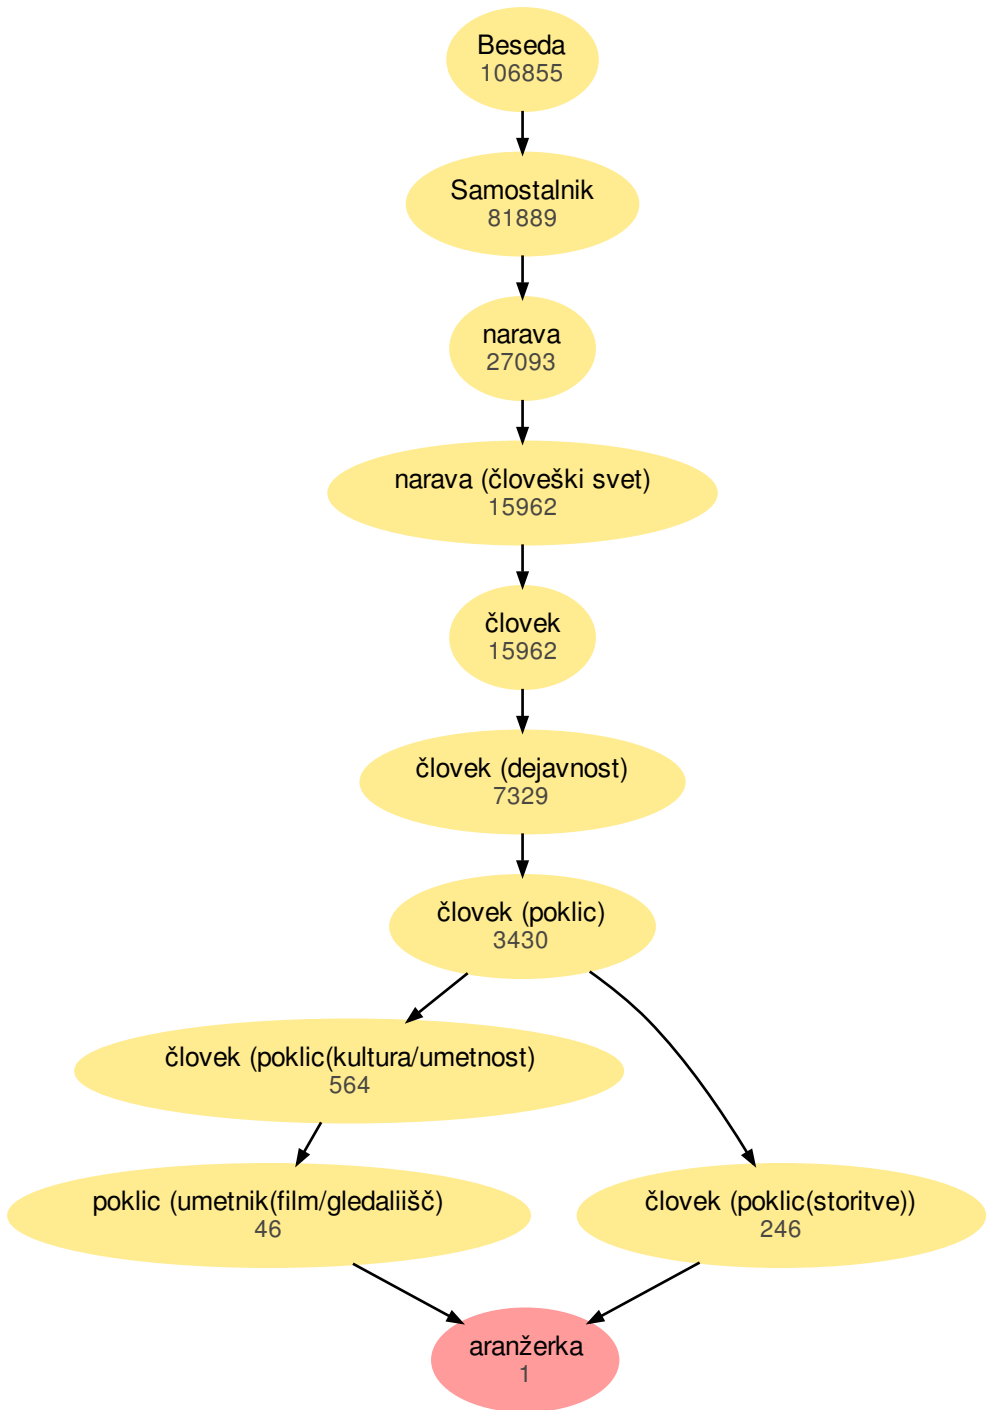 Beseda
106855
Samostalnik
81889
narava
27093
narava (človeški svet)
15962
človek
15962
človek (dejavnost)
7329
človek (poklic)
3430
človek (poklic(kultura/umetnost)
564
poklic (umetnik(film/gledaliišč)
46
človek (poklic(storitve))
246
aranžerka
1